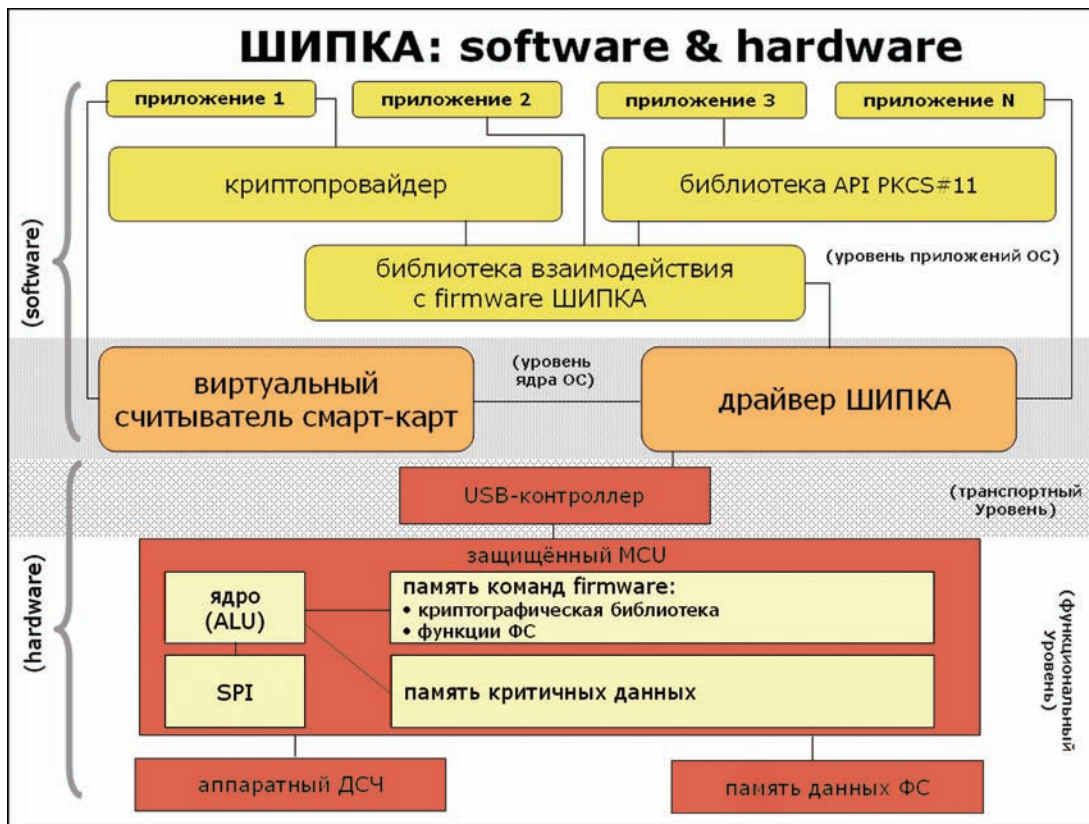 ШИПКА: software & hardware
приложение 1
приложение 2
приложение 3
приложение N
криптопровайдер
библиотека API PKCS#11
(software)
библиотека взаимодействия
с firmware ШИПКА
(уровень приложений ОС)
виртуальный
считыватель смарт-карт
(уровень
ядра ОС)
драйвер ШИПКА
(hardware)
USB-контроллер
(транспортный
Уровень)
защищённый MCU
ядро
(ALU)
память команд firmware:
• криптографическая библиотека
• функции ФС
SPI
память критичных данных
(функциональный
Уровень)
аппаратный ДСЧ
память данных ФС